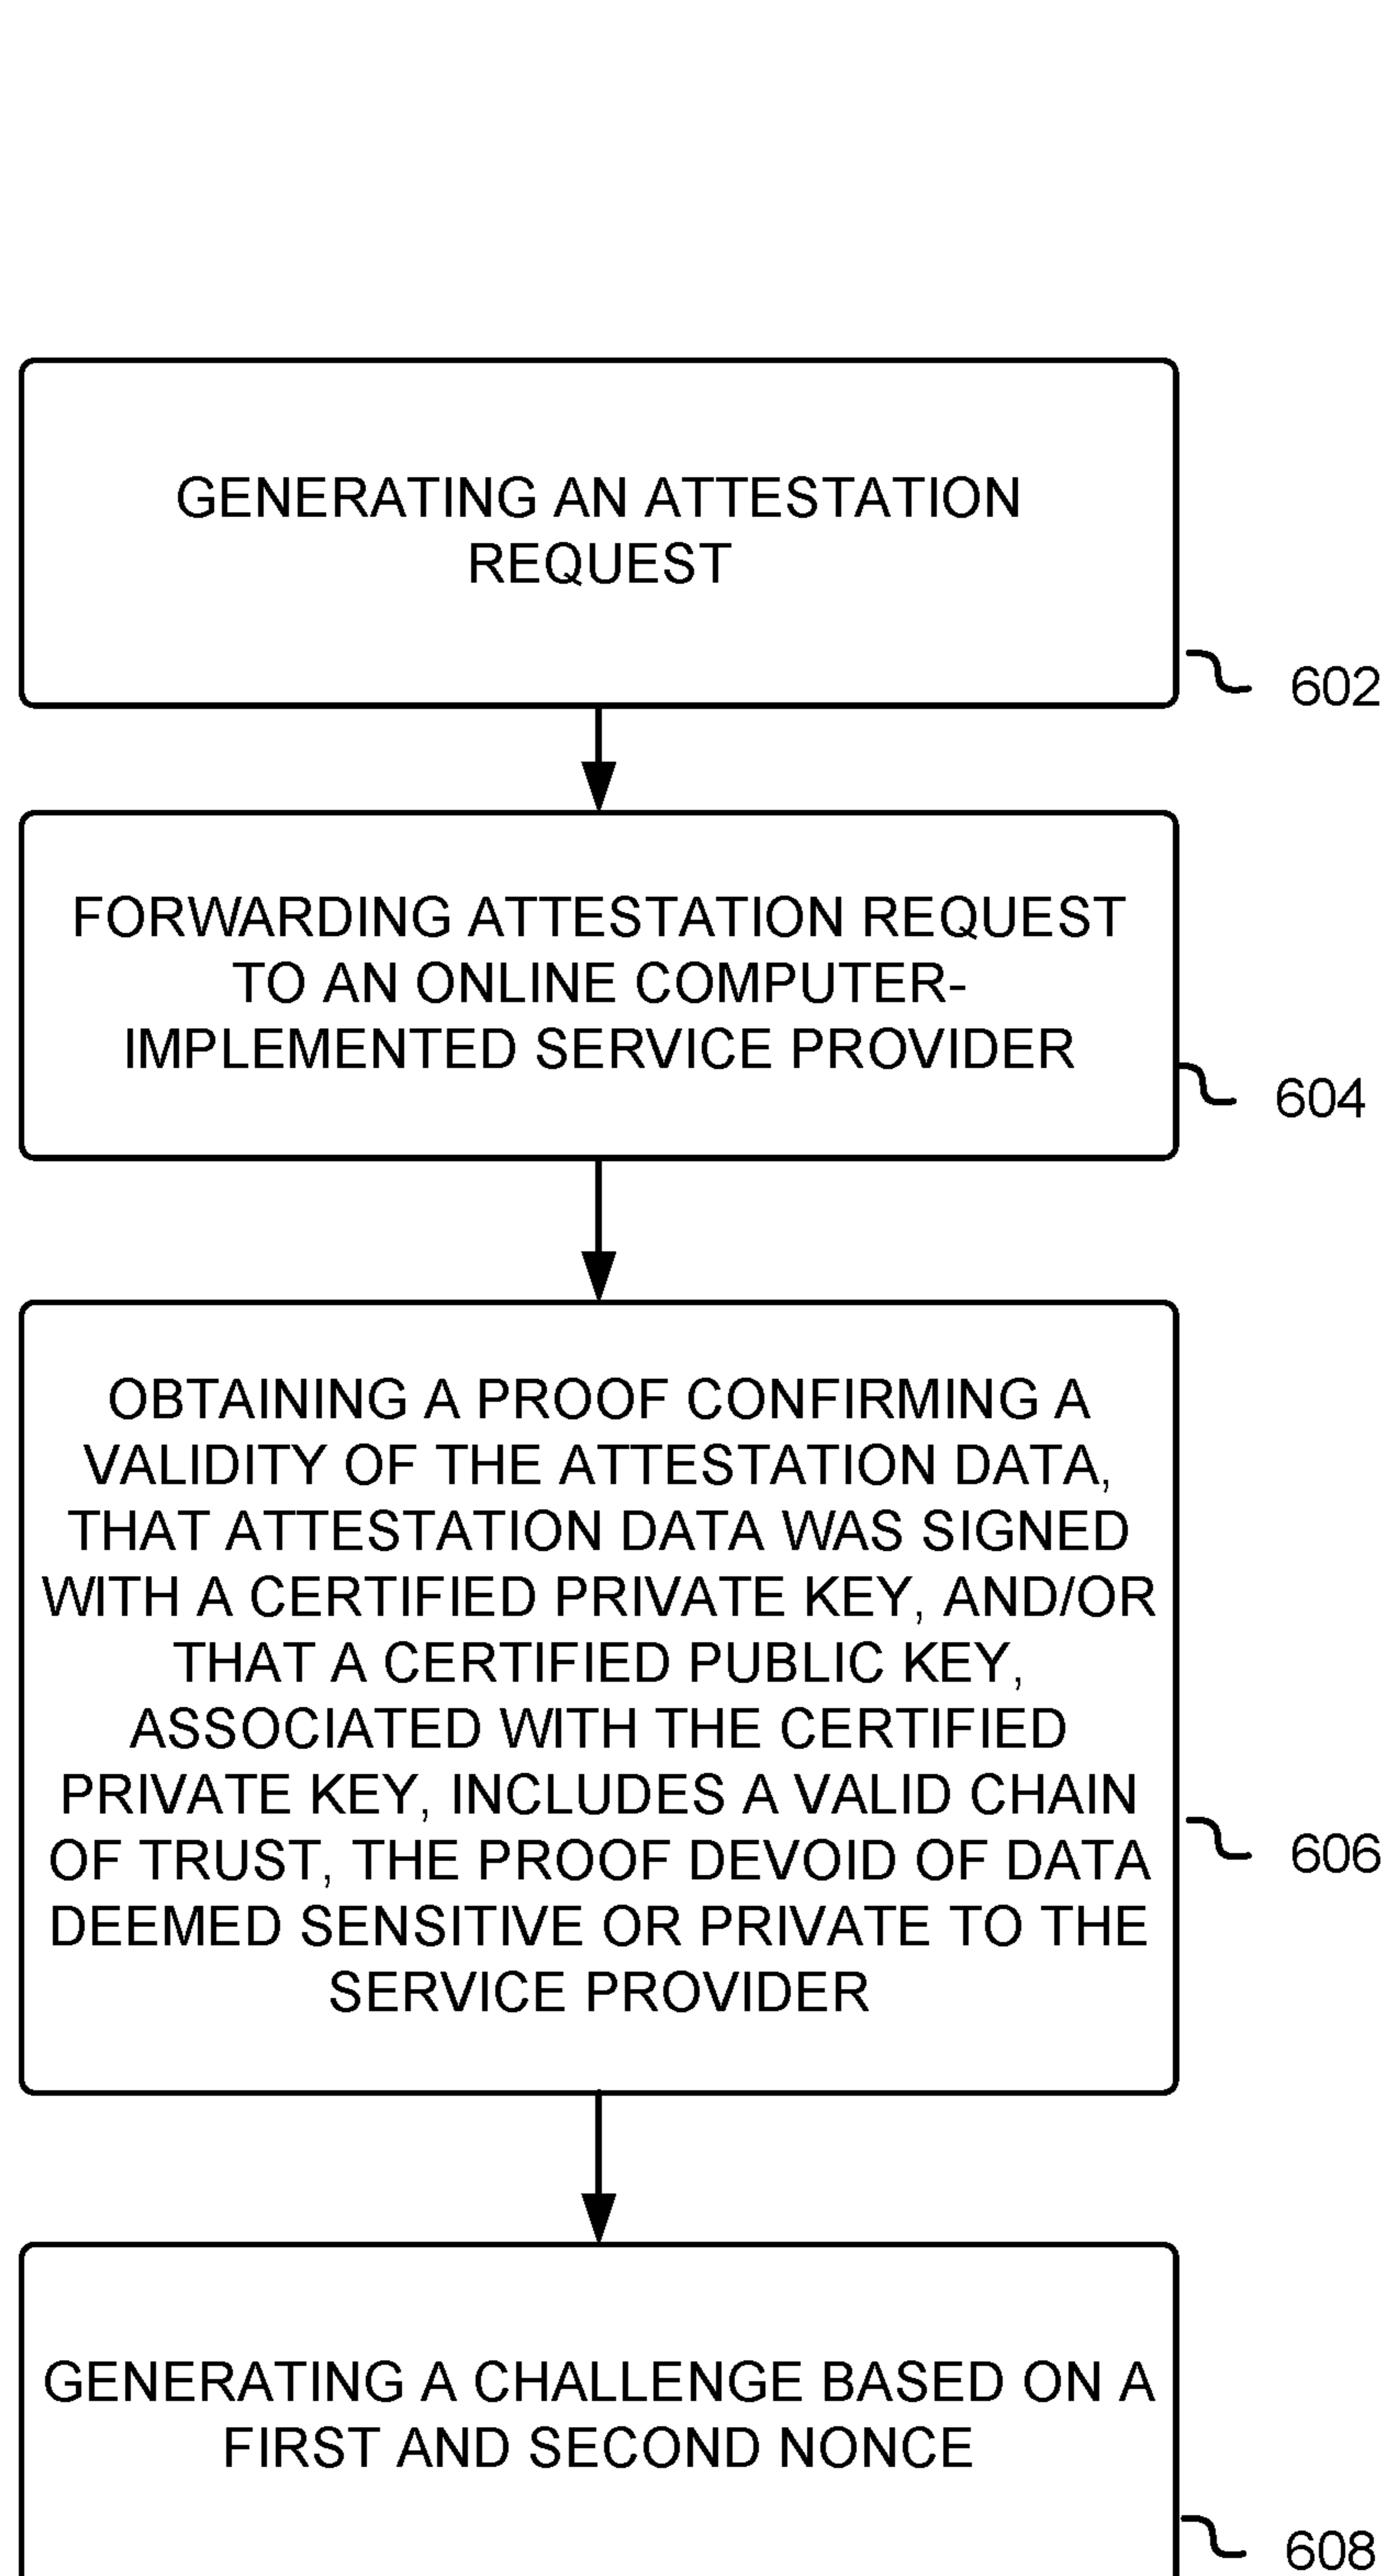 GENERATING AN ATTESTATION
REQUEST
602
FORWARDING ATTESTATION REQUEST
TO AN ONLINE COMPUTER-
IMPLEMENTED SERVICE PROVIDER
604
OBTAINING A PROOF CONFIRMING A
VALIDITY OF THE ATTESTATION DATA,
THAT ATTESTATION DATA WAS SIGNED
WITH A CERTIFIED PRIVATE KEY, AND/OR
THAT A CERTIFIED PUBLIC KEY,
ASSOCIATED WITH THE CERTIFIED
PRIVATE KEY, INCLUDES A VALID CHAIN
OF TRUST, THE PROOF DEVOID OF DATA
DEEMED SENSITIVE OR PRIVATE TO THE
SERVICE PROVIDER
606
GENERATING A CHALLENGE BASED ON A
FIRST AND SECOND NONCE
608